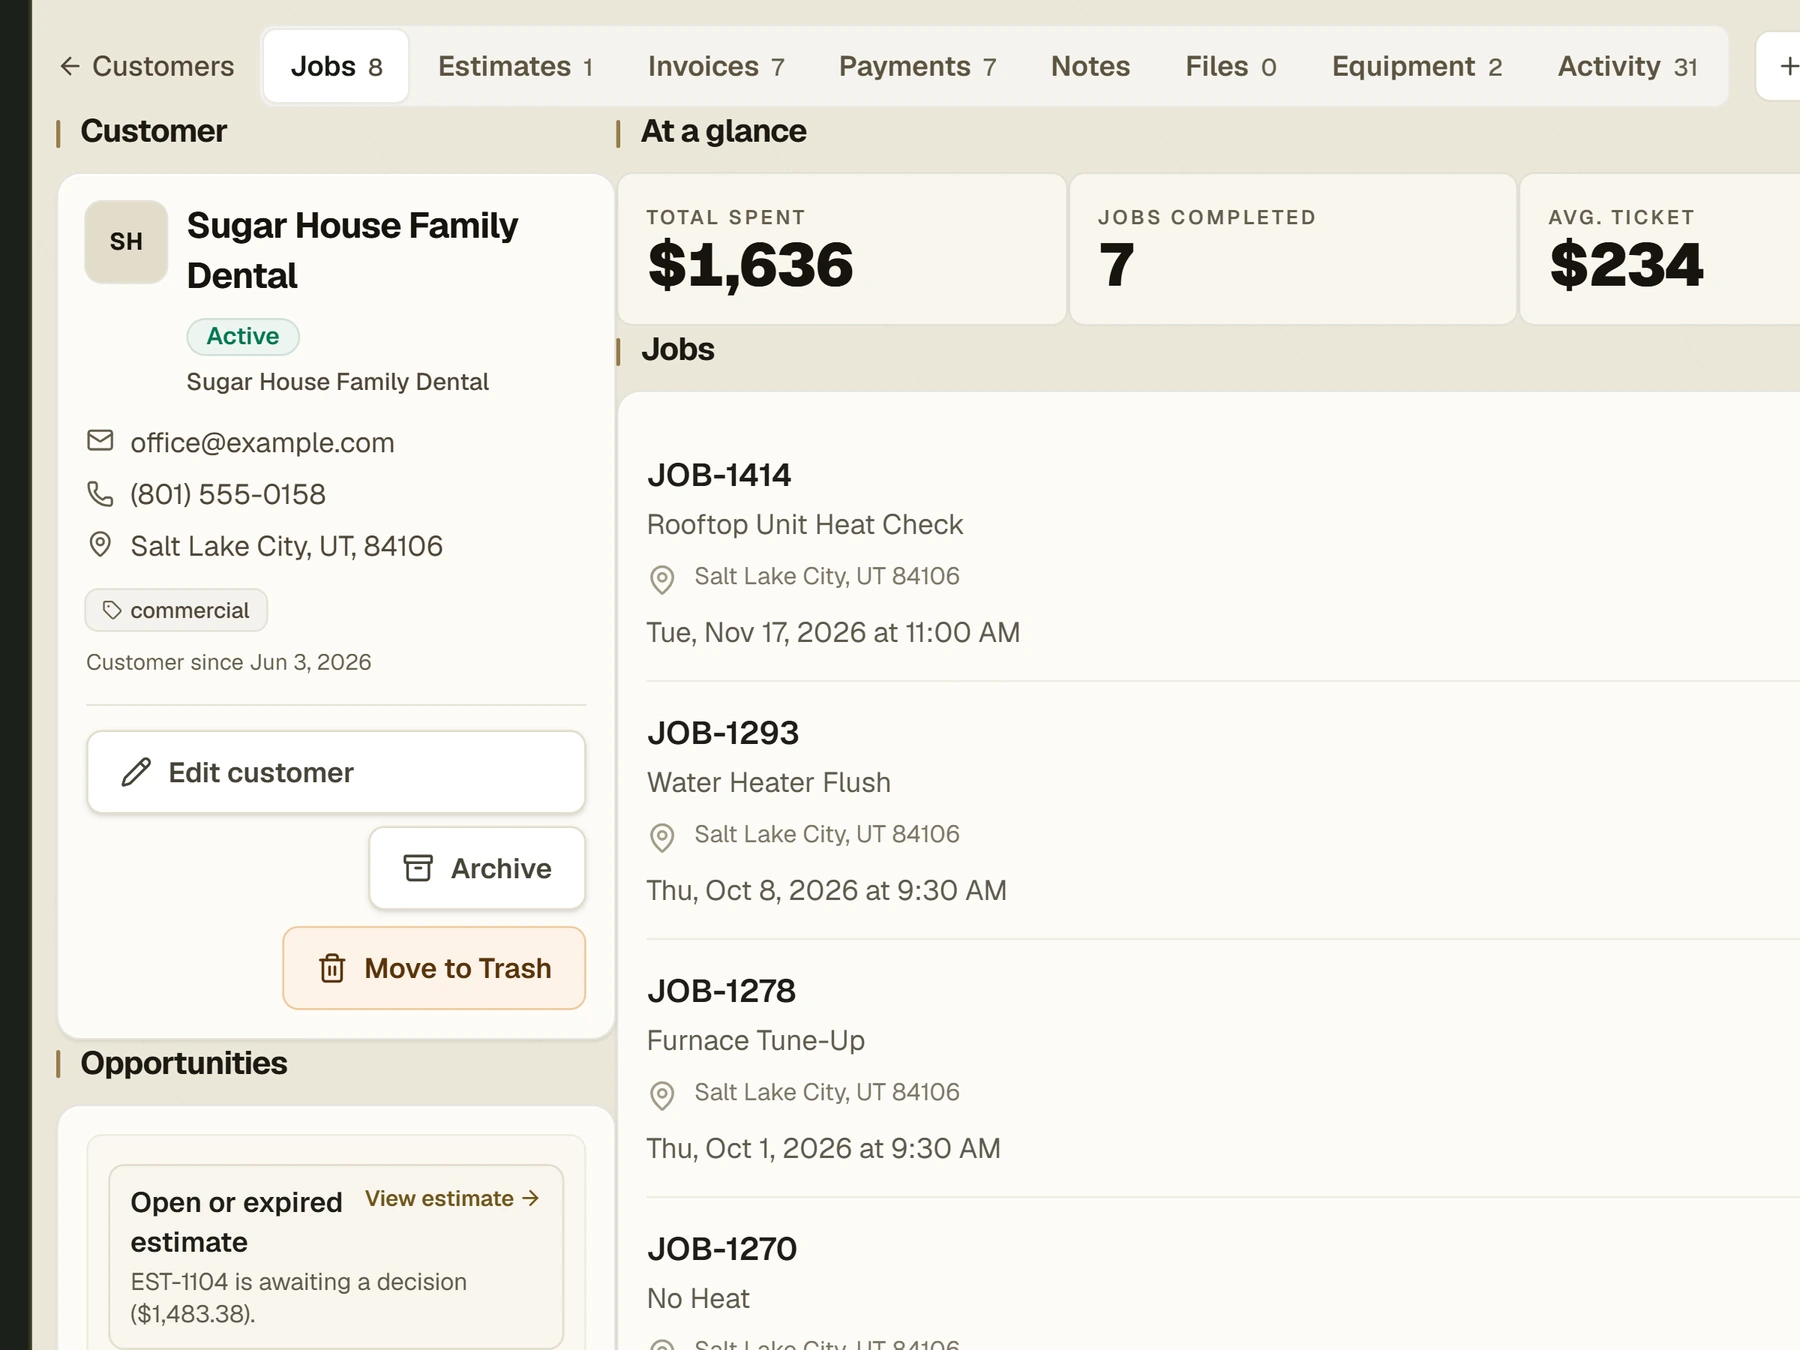 Customers
Jobs 8
Estimates 1
Invoices 7
Payments 7
Notes
Files 0
Equipment 2
Activity 31
Customer
SH
Sugar House Family
Dental
Active
Sugar House Family Dental
office@example.com
(801) 555-0158
Salt Lake City, UT, 84106
commercial
Customer since Jun 3, 2026
Edit customer
Archive
Move to Trash
Opportunities
Open or expired
estimate
View estimate →
EST-1104 is awaiting a decision
($1,483.38).
At a glance
TOTAL SPENT
$1,636
JOBS COMPLETED
7
AVG. TICKET
$234
Jobs
JOB-1414
Rooftop Unit Heat Check
Salt Lake City, UT 84106
Tue, Nov 17, 2026 at 11:00 AM
JOB-1293
Water Heater Flush
Salt Lake City, UT 84106
Thu, Oct 8, 2026 at 9:30 AM
JOB-1278
Furnace Tune-Up
Salt Lake City, UT 84106
Thu, Oct 1, 2026 at 9:30 AM
JOB-1270
No Heat
Salt Lake City, UT 84106